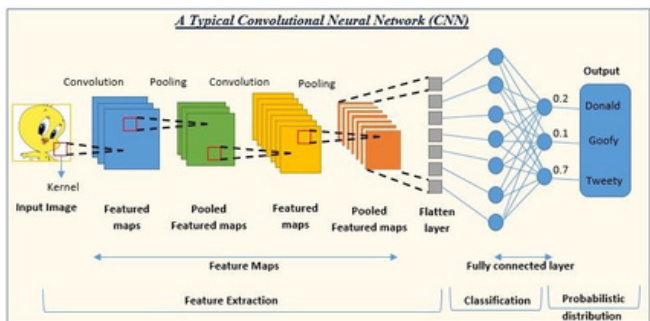 A Typical Convolutional Neural Network (CNN)
Convolution
Pooling
Convolution
Pooling
Kernel
Input Image
Featured
maps
Pooled
Featured maps
Featured
maps
Pooled
Featured maps
Flatten
layer
0.2
0.1
0.7
Output
Donald
Goofy
Tweety
Feature Maps
Fully connected layer
Feature Extraction
Classification
Probabilistic
distribution